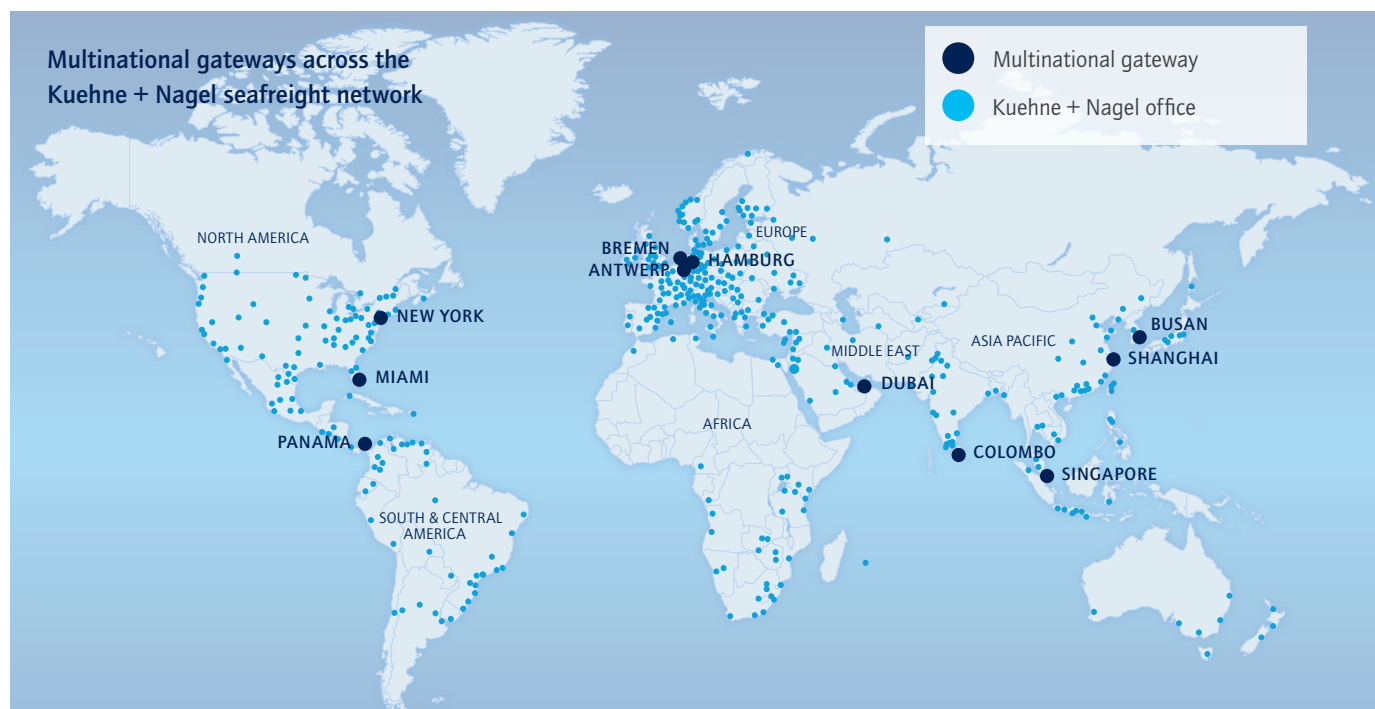 Multinational gateways across the
Kuehne + Nagel seafreight network
Multinational gateway
Kuehne + Nagel office
NORTH AMERICA
EUROPE
BREMEN
HAMBURG
ANTWERP
NEW YORK
BUSAN
ASIA PACIFIC
MIDDLE EAST
SHANGHAI
MIAMI
DUBAI
AFRICA
PANAMA
COLOMBO
SINGAPORE
SOUTH & CENTRAL
AMERICA